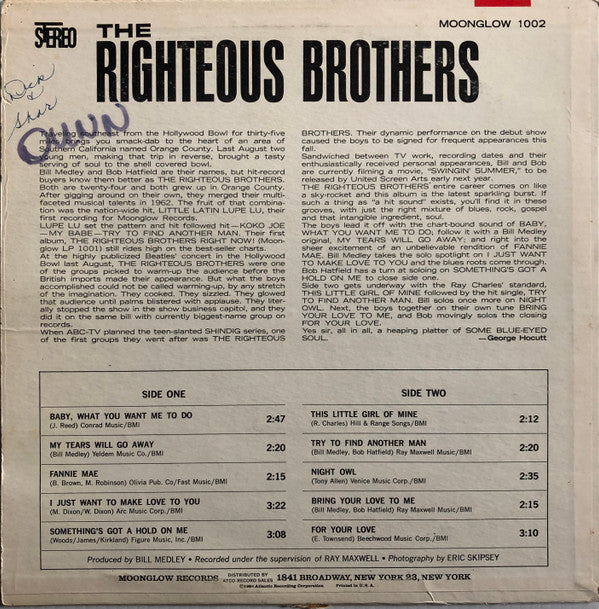 STEREO
THE
RIGHTEOUS BROTHERS
MOONGLOW 1002
Dick
&
Shar
QUINN
Traveling southeast from the Hollywood Bowl for thirty-five
miles brings you smack-dab to the heart of an area of
Southern California named Orange County. Last August two
young men, making that trip in reverse, brought a tasty
serving of soul to the shell covered bowl.
Bill Medley and Bob Hatfield are their names, but hit-record
buyers know them better as THE RIGHTEOUS BROTHERS.
Both are twenty-four and both grew up in Orange County.
After gigging around on their own, they merged their multi-
faceted musical talents in 1962. The fruit of that combina-
tion was the nation-wide hit, LITTLE LATIN LUPE LU, their
first recording for Moonglow Records.
LUPE LU set the pattern and hit followed hit—KOKO JOE
—MY BABE—TRY TO FIND ANOTHER MAN. Their first
album, THE RIGHTEOUS BROTHERS RIGHT NOW! (Moon-
glow LP 1001) still rides high on the best-seller charts.
At the highly publicized Beatles' concert in the Hollywood
Bowl last August, THE RIGHTEOUS BROTHERS were one
of the groups picked to warm-up the audience before the
British imports made their appearance. But what the boys
accomplished could not be called warming-up, by any stretch
of the imagination. They cooked. They sizzled. They glowed
that audience until palms blistered with applause. They liter-
ally stopped the show in the show business capitol, and they
did it on the same bill with currently biggest-name group on
records.
When ABC-TV planned the teen-slanted SHINDIG series, one
of the first groups they went after was THE RIGHTEOUS
BROTHERS. Their dynamic performance on the debut show
caused the boys to be signed for frequent appearances this
fall.
Sandwiched between TV work, recording dates and their
enthusiastically received personal appearances, Bill and Bob
are currently filming a movie, "SWINGIN' SUMMER," to be
released by United Screen Arts early next year.
THE RIGHTEOUS BROTHERS entire career comes on like
a sky-rocket and this album is the latest sparkling burst. If
such a thing as "a hit sound" exists, you'll find it in these
grooves, with just the right mixture of blues, rock, gospel
and that intangible ingredient, soul.
The boys lead it off with the chart-bound sound of BABY,
WHAT YOU WANT ME TO DO, follow it with a Bill Medley
original, MY TEARS WILL GO AWAY; and right into the
sheer excitement of an unbelievable rendition of FANNIE
MAE. Bill Medley takes the solo spotlight on I JUST WANT
TO MAKE LOVE TO YOU and the blues roots come through.
Bob Hatfield has a turn at soloing on SOMETHING'S GOT A
HOLD ON ME to close side one.
Side two gets underway with the Ray Charles' standard,
THIS LITTLE GIRL OF MINE followed by the hit single, TRY
TO FIND ANOTHER MAN. Bill solos once more on NIGHT
OWL. Next, the boys together on their own tune BRING
YOUR LOVE TO ME, and Bob movingly solos the closing
FOR YOUR LOVE.
Yes sir, all in all, a heaping platter of SOME BLUE-EYED
SOUL.
—George Hocutt
SIDE ONE
BABY, WHAT YOU WANT ME TO DO 2:47
(J. Reed) Conrad Music/BMI
MY TEARS WILL GO AWAY 2:20
(Bill Medley) Yeldem Music Co./BMI
FANNIE MAE 2:15
(B. Brown, M. Robinson) Olivia Pub. Co/Fast Music/BMI
I JUST WANT TO MAKE LOVE TO YOU 3:22
(M. Dixon/W. Dixon) Arc Music Corp./BMI
SOMETHING'S GOT A HOLD ON ME 3:08
(Woods/James/Kirkland) Figure Music, Inc./BMI
SIDE TWO
THIS LITTLE GIRL OF MINE 2:12
(R. Charles) Hill & Range Songs/BMI
TRY TO FIND ANOTHER MAN 2:20
(Bill Medley, Bob Hatfield) Ray Maxwell Music/BMI
NIGHT OWL 2:35
(Tony Allen) Venice Music Corp./BMI
BRING YOUR LOVE TO ME 2:15
(Bill Medley, Bob Hatfield) Ray Maxwell Music/BMI
FOR YOUR LOVE 3:10
(E. Townsend) Beechwood Music Corp./BMI
Produced by BILL MEDLEY • Recorded under the supervision of RAY MAXWELL • Photography by ERIC SKIPSEY
MOONGLOW RECORDS DISTRIBUTED BY ATCO RECORD SALES 1841 BROADWAY, NEW YORK 23, NEW YORK
©1964 Atlantic Recording Corporation Printed in U.S.A.